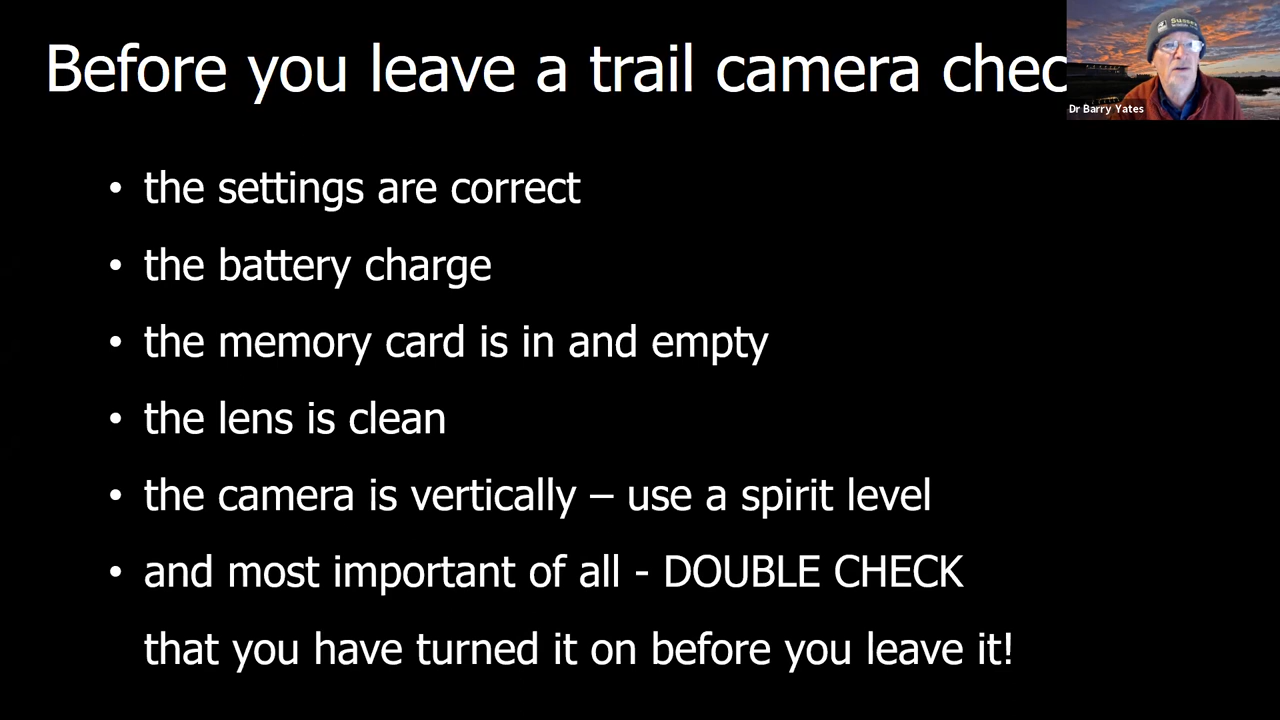 Before you leave a trail camera chec
Sussex
Dr Barry Yates
• the settings are correct
• the battery charge
• the memory card is in and empty
• the lens is clean
• the camera is vertically – use a spirit level
• and most important of all - DOUBLE CHECK
that you have turned it on before you leave it!